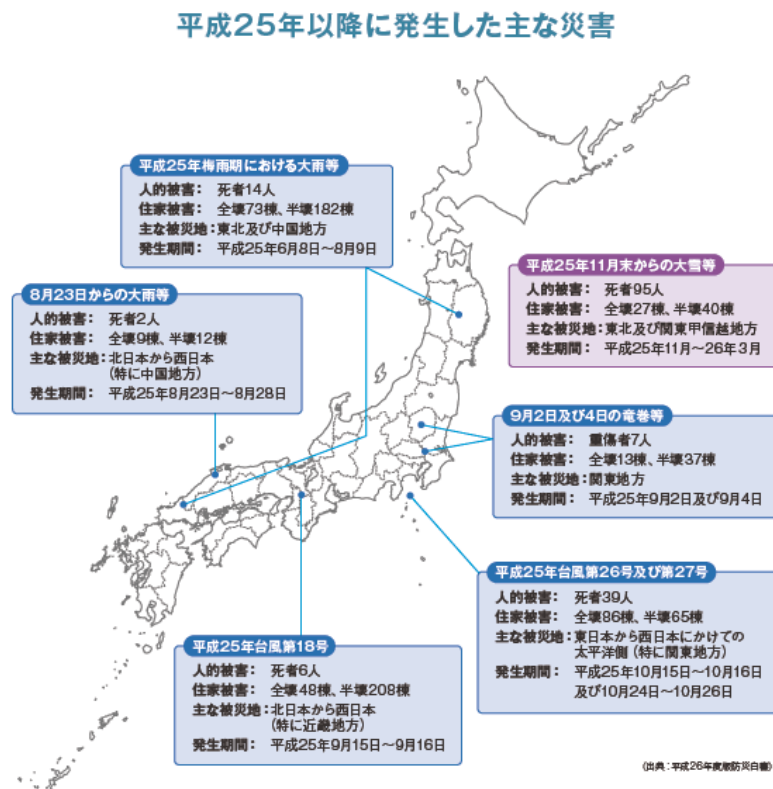 平成25年以降に発生した主な災害
平成25年梅雨期における大雨等
人的被害： 死者14人
住家被害： 全壊73棟、半壊182棟
主な被災地：東北及び中国地方
発生期間： 平成25年6月8日～8月9日
平成25年11月末からの大雪等
人的被害： 死者95人
住家被害： 全壊27棟、半壊40棟
主な被災地：東北及び関東甲信越地方
発生期間： 平成25年11月～26年3月
8月23日からの大雨等
人的被害： 死者2人
住家被害： 全壊9棟、半壊12棟
主な被災地：北日本から西日本
(特に中国地方)
発生期間： 平成25年8月23日～8月28日
9月2日及び4日の竜巻等
人的被害： 重傷者7人
住家被害： 全壊13棟、半壊37棟
主な被災地：関東地方
発生期間： 平成25年9月2日及び9月4日
平成25年台風第26号及び第27号
人的被害： 死者39人
住家被害： 全壊86棟、半壊65棟
主な被災地：東日本から西日本にかけての
太平洋側（特に関東地方）
発生期間： 平成25年10月15日～10月16日
及び10月24日～10月26日
平成25年台風第18号
人的被害： 死者6人
住家被害： 全壊48棟、半壊208棟
主な被災地：北日本から西日本
(特に近畿地方)
発生期間： 平成25年9月15日～9月16日
（出典：平成26年度版防災白書）